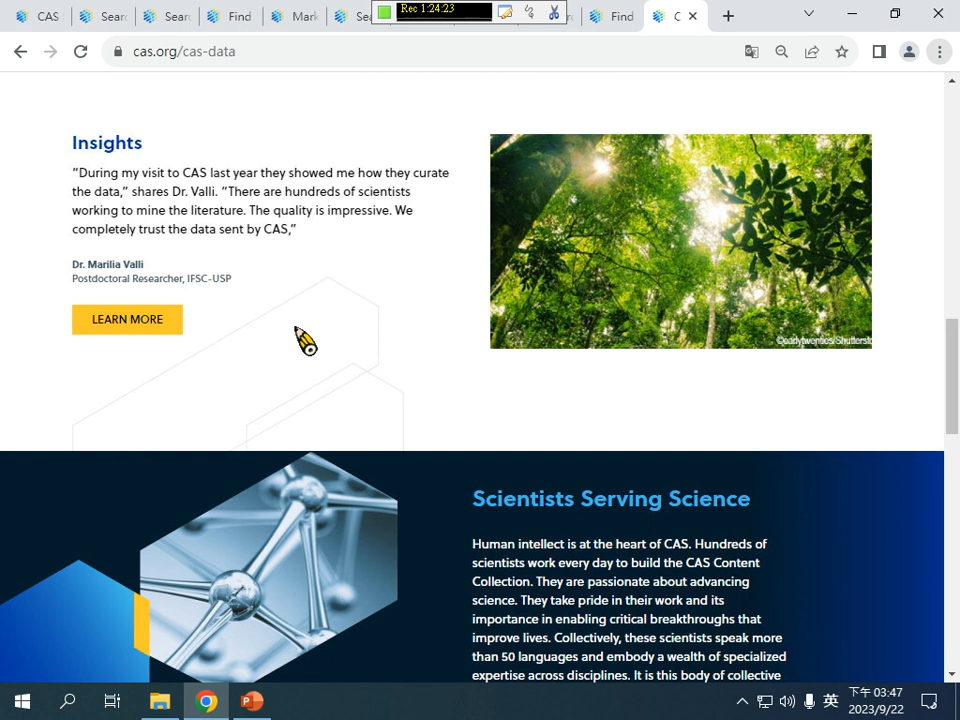 CAS
Sear
Sear
Find
Mark
Se
Rec 1:24:23
Find
C
cas.org/cas-data
Insights
"During my visit to CAS last year they showed me how they curate
the data," shares Dr. Valli. "There are hundreds of scientists
working to mine the literature. The quality is impressive. We
completely trust the data sent by CAS,"
Dr. Marilia Valli
Postdoctoral Researcher, IFSC-USP
LEARN MORE
©eadytwenties/Shutterstc
Scientists Serving Science
Human intellect is at the heart of CAS. Hundreds of
scientists work every day to build the CAS Content
Collection. They are passionate about advancing
science. They take pride in their work and its
importance in enabling critical breakthroughs that
improve lives. Collectively, these scientists speak more
than 50 languages and embody a wealth of specialized
expertise across disciplines. It is this body of collective
英
下午 03:47
2023/9/22